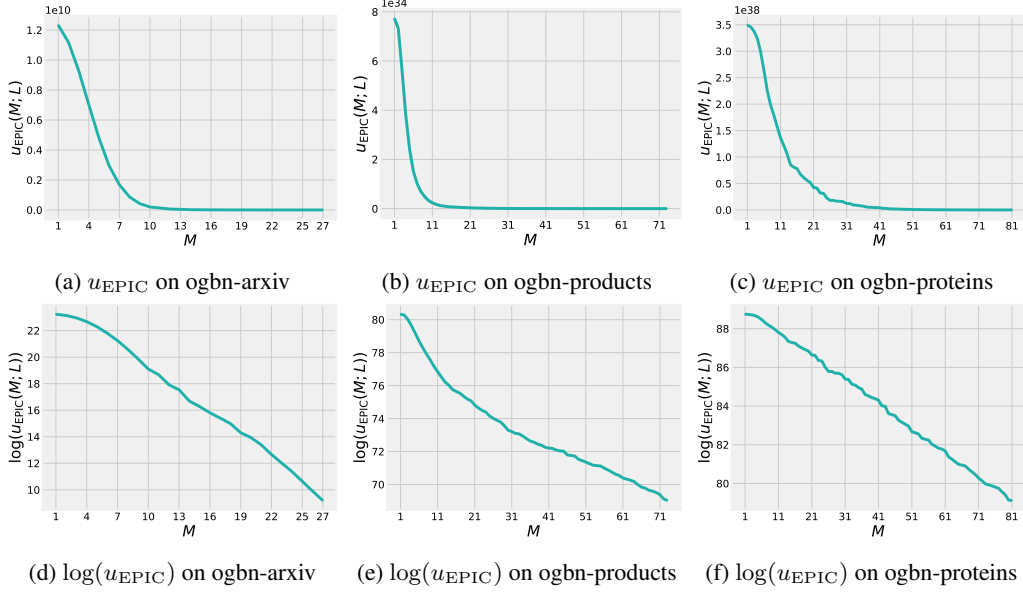 1e10
1.2
1.0
0.8
0.6
0.4
0.2
0.0
u_EPIC(M; L)
1 4 7 10 13 16 19 22 25 27
M
(a) u_EPIC on ogbn-arxiv
1e34
8
6
4
2
0
u_EPIC(M; L)
1 11 21 31 41 51 61 71
M
(b) u_EPIC on ogbn-products
1e38
3.5
3.0
2.5
2.0
1.5
1.0
0.5
0.0
u_EPIC(M; L)
1 11 21 31 41 51 61 71 81
M
(c) u_EPIC on ogbn-proteins
22
20
18
16
14
12
10
log(u_EPIC(M; L))
1 4 7 10 13 16 19 22 25 27
M
(d) log(u_EPIC) on ogbn-arxiv
80
78
76
74
72
70
log(u_EPIC(M; L))
1 11 21 31 41 51 61 71
M
(e) log(u_EPIC) on ogbn-products
88
86
84
82
80
log(u_EPIC(M; L))
1 11 21 31 41 51 61 71 81
M
(f) log(u_EPIC) on ogbn-proteins